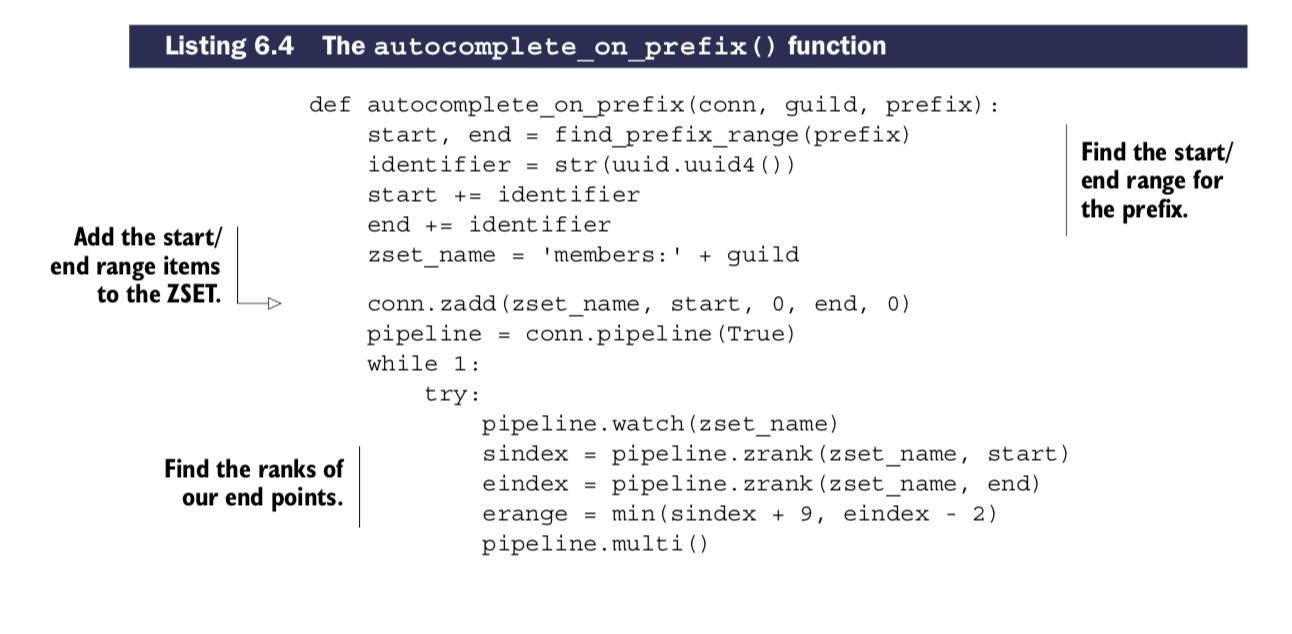 Listing 6.4 The autocomplete_on_prefix() function
def autocomplete_on_prefix(conn, guild, prefix):
    start, end = find_prefix_range(prefix)
    identifier = str(uuid.uuid4())
    start += identifier
    end += identifier
    zset_name = 'members:' + guild
Find the start/
end range for
the prefix.
Add the start/
end range items
to the ZSET.
    conn.zadd(zset_name, start, 0, end, 0)
    pipeline = conn.pipeline(True)
    while 1:
        try:
            pipeline.watch(zset_name)
            sindex = pipeline.zrank(zset_name, start)
            eindex = pipeline.zrank(zset_name, end)
            erange = min(sindex + 9, eindex - 2)
            pipeline.multi()
Find the ranks of
our end points.